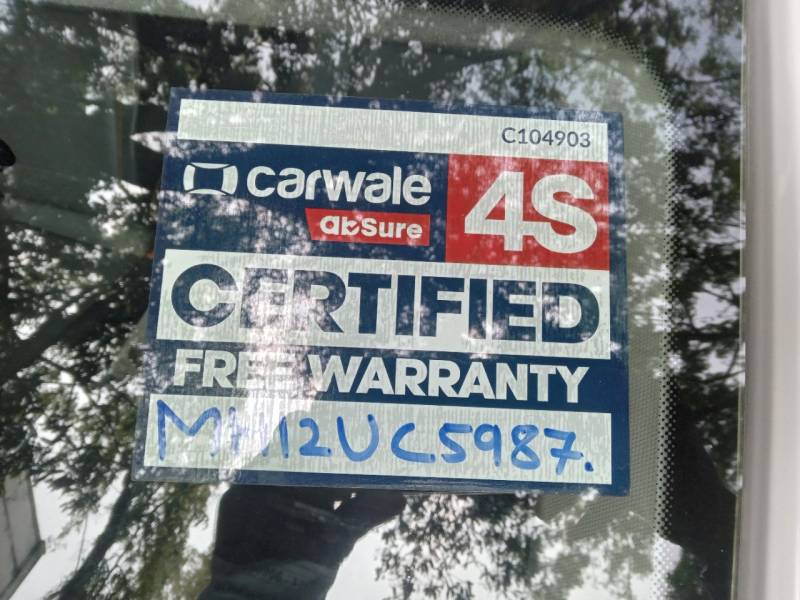 C104903
carwale
abSure
4S
CERTIFIED
FREE WARRANTY
MH12UC5987.